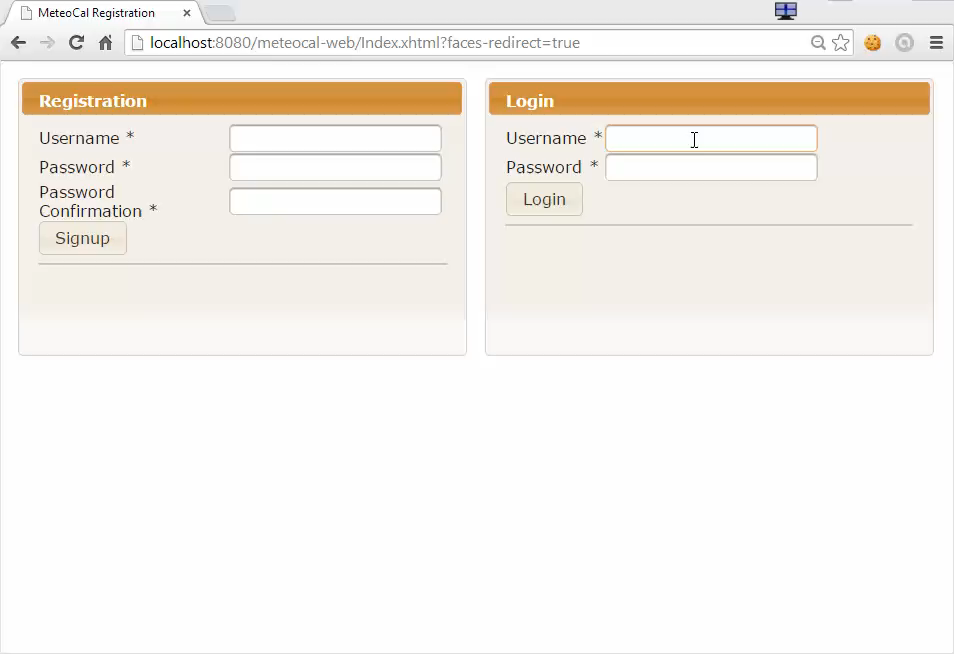 MeteoCal Registration
localhost:8080/meteocal-web/Index.xhtml?faces-redirect=true
Registration
Username *
Password *
Password
Confirmation *
Signup
Login
Username *
Password *
Login